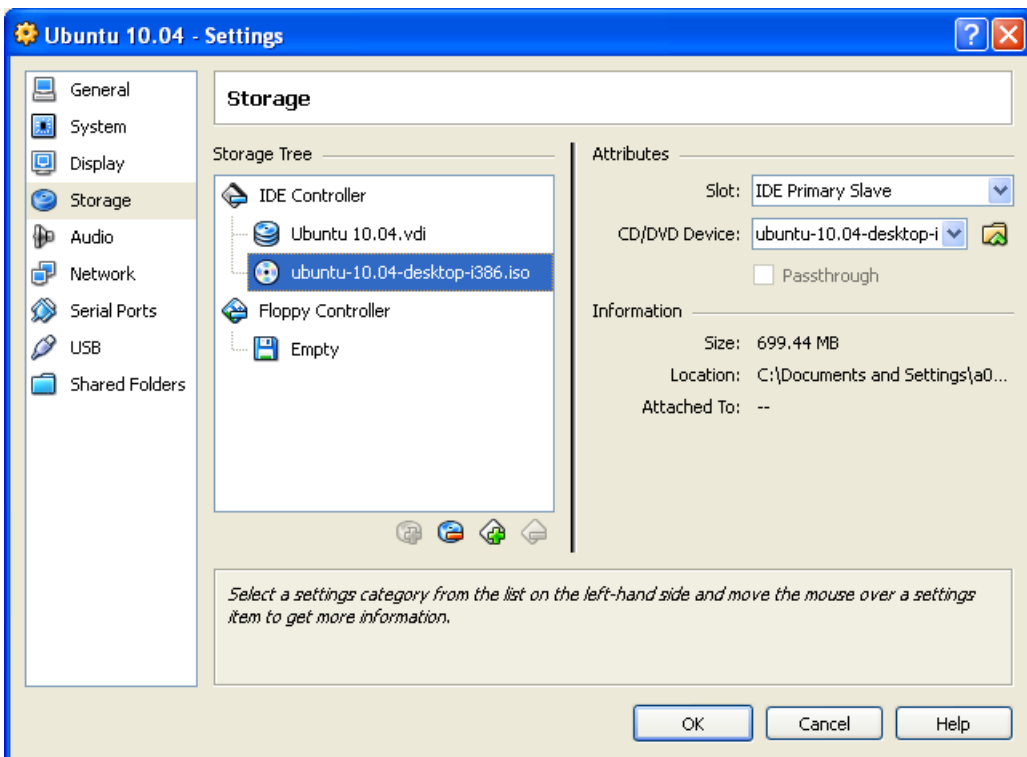 Ubuntu 10.04 - Settings
General
System
Display
Storage
Audio
Network
Serial Ports
USB
Shared Folders
Storage
Storage Tree
IDE Controller
Ubuntu 10.04.vdi
ubuntu-10.04-desktop-i386.iso
Floppy Controller
Empty
Attributes
Slot: IDE Primary Slave
CD/DVD Device: ubuntu-10.04-desktop-i
Passthrough
Information
Size: 699.44 MB
Location: C:\Documents and Settings\a0...
Attached To: --
Select a settings category from the list on the left-hand side and move the mouse over a settings
item to get more information.
OK Cancel Help